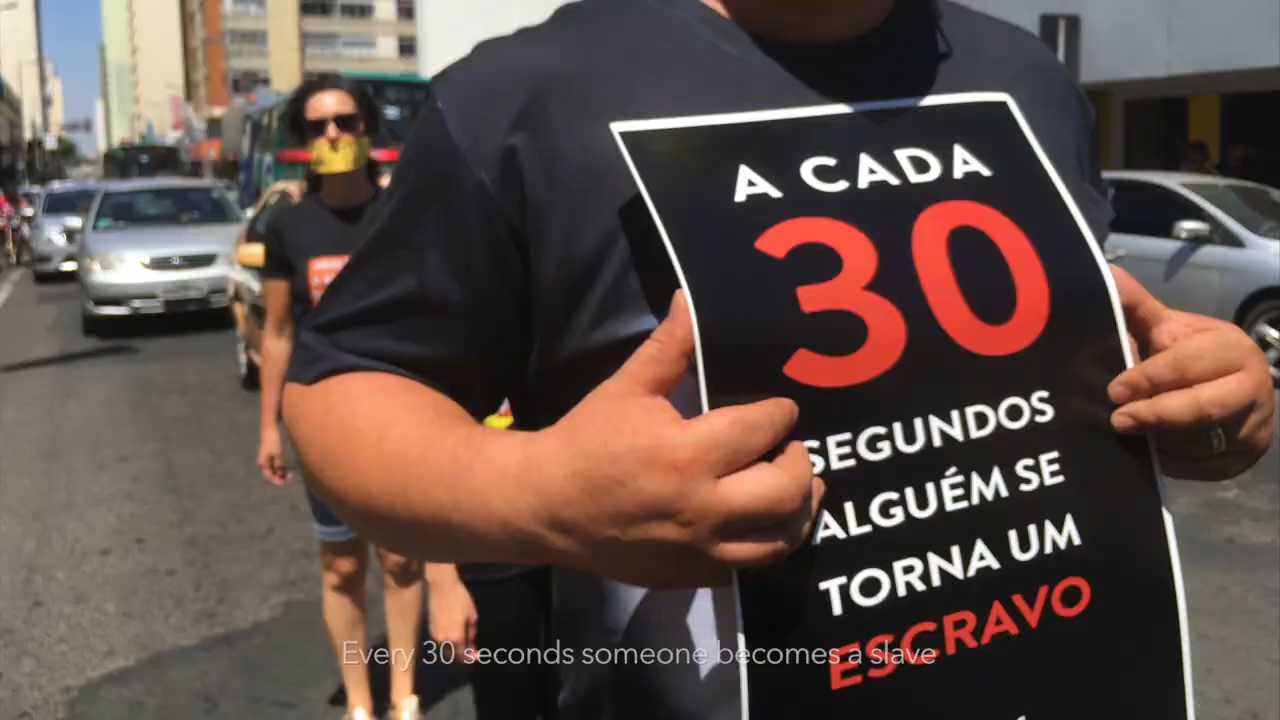 A CADA
30
SEGUNDOS
ALGUÉM SE
TORNA UM
ESCRAVO
Every 30 seconds someone becomes a slave